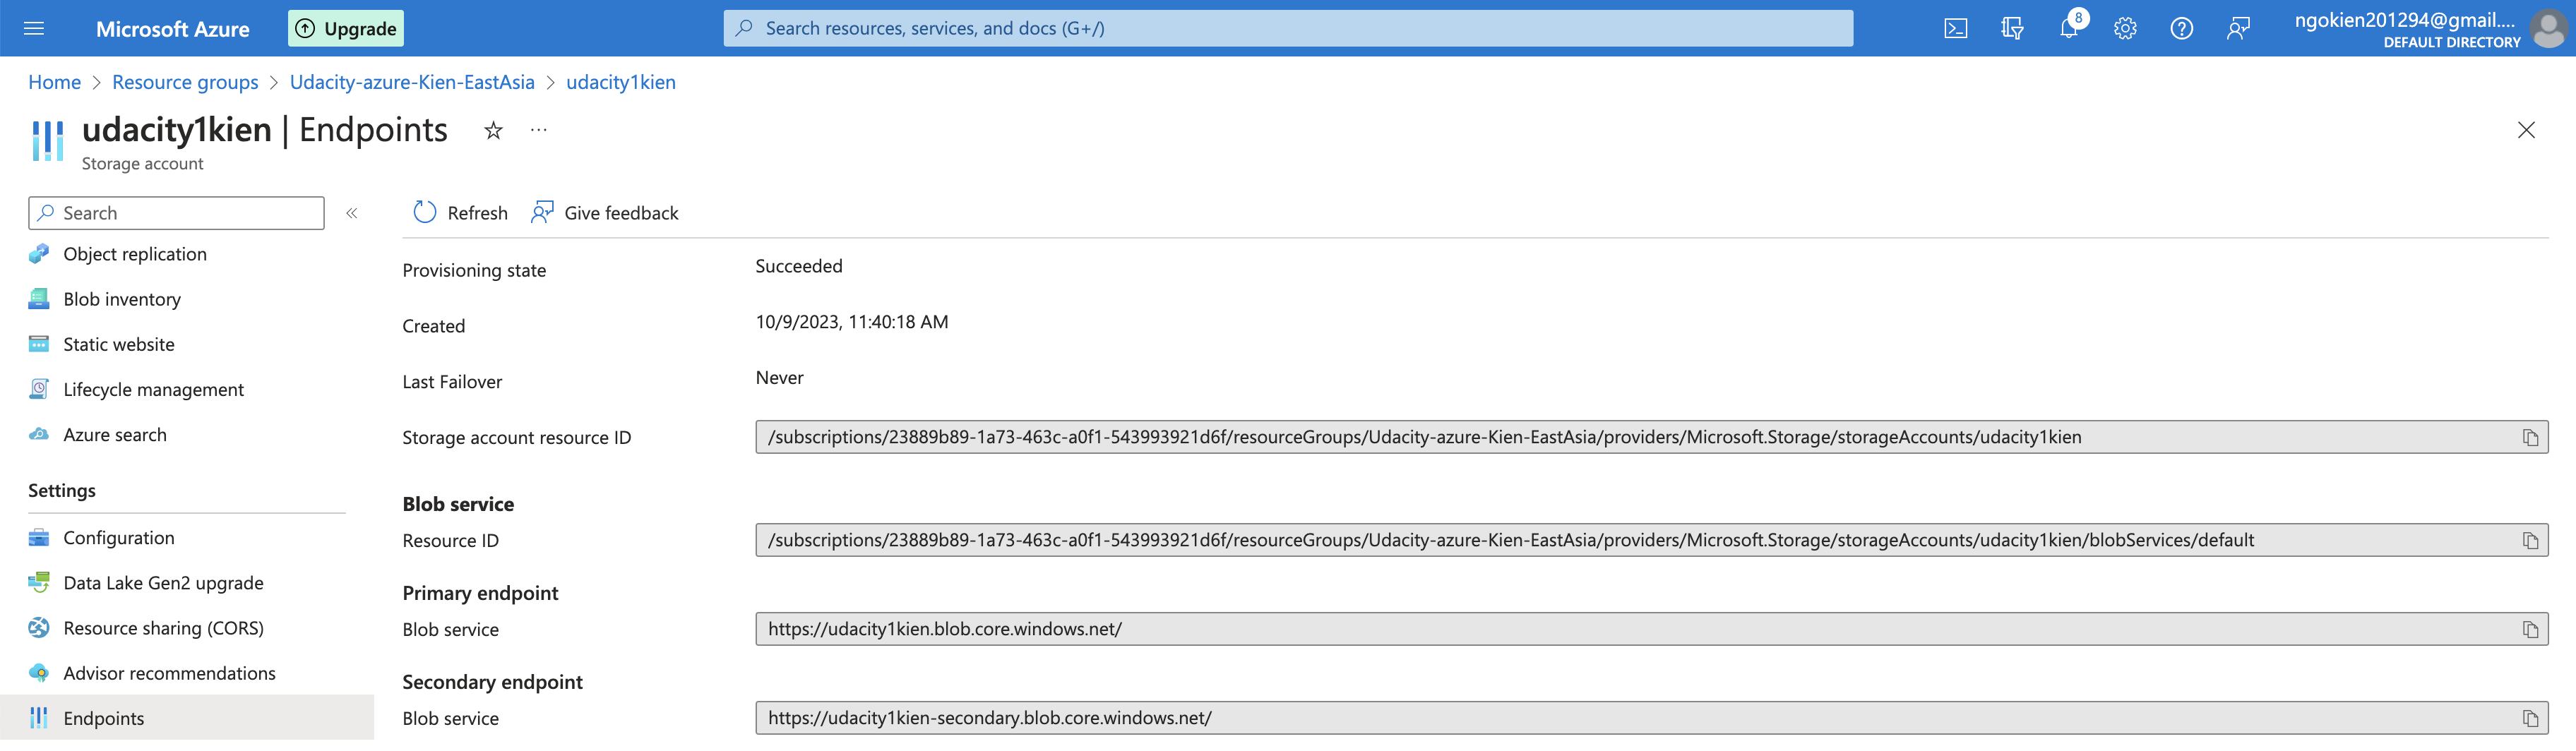 Microsoft Azure
Upgrade
Search resources, services, and docs (G+/)
8
ngokien201294@gmail....
DEFAULT DIRECTORY
Home > Resource groups > Udacity-azure-Kien-EastAsia > udacity1kien
udacity1kien | Endpoints
Storage account
Search
Refresh
Give feedback
Object replication
Blob inventory
Static website
Lifecycle management
Azure search
Settings
Configuration
Data Lake Gen2 upgrade
Resource sharing (CORS)
Advisor recommendations
Endpoints
Provisioning state
Succeeded
Created
10/9/2023, 11:40:18 AM
Last Failover
Never
Storage account resource ID
/subscriptions/23889b89-1a73-463c-a0f1-543993921d6f/resourceGroups/Udacity-azure-Kien-EastAsia/providers/Microsoft.Storage/storageAccounts/udacity1kien
Blob service
Resource ID
/subscriptions/23889b89-1a73-463c-a0f1-543993921d6f/resourceGroups/Udacity-azure-Kien-EastAsia/providers/Microsoft.Storage/storageAccounts/udacity1kien/blobServices/default
Primary endpoint
Blob service
https://udacity1kien.blob.core.windows.net/
Secondary endpoint
Blob service
https://udacity1kien-secondary.blob.core.windows.net/